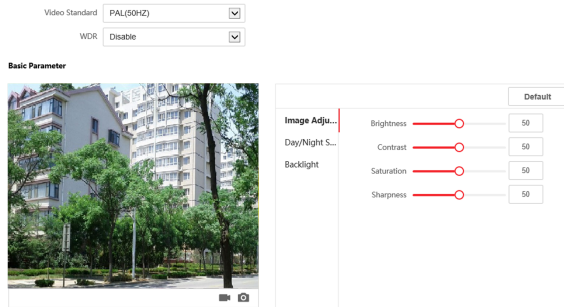 Video Standard PAL(50HZ)
WDR Disable
Basic Parameter
Default
Image Adju...
Day/Night S...
Backlight
Brightness 50
Contrast 50
Saturation 50
Sharpness 50